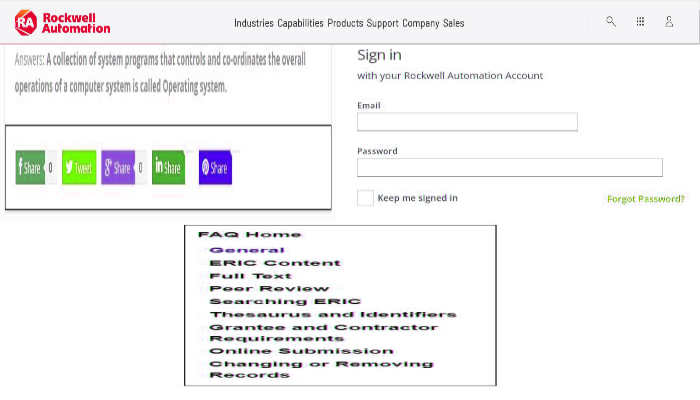 Rockwell
Automation
Industries Capabilities Products Support Company Sales
Answers: A collection of system programs that controls and co-ordinates the overall
operations of a computer system is called Operating system.
Share 0 Tweet Share 0 Share Share
Sign in
with your Rockwell Automation Account
Email
Password
Keep me signed in
Forgot Password?
FAQ Home
General
ERIC Content
Full Text
Peer Review
Searching ERIC
Thesaurus and Identifiers
Grantee and Contractor
Requirements
Online Submission
Changing or Removing
Records